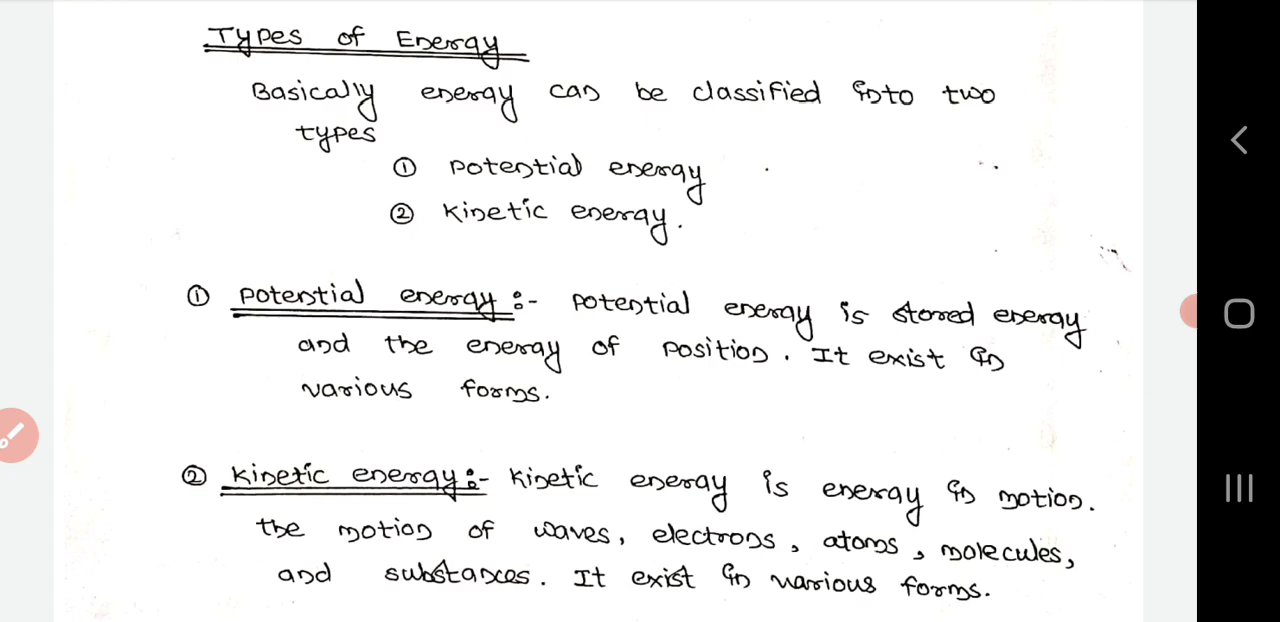 Types of Energy
Basically energy can be classified into two
types
① potential energy
② kinetic energy.
① potential energy :- potential energy is stored energy
and the energy of position. It exist in
various forms.
② kinetic energy :- kinetic energy is energy in motion.
the motion of waves, electrons, atoms, molecules,
and substances. It exist in various forms.